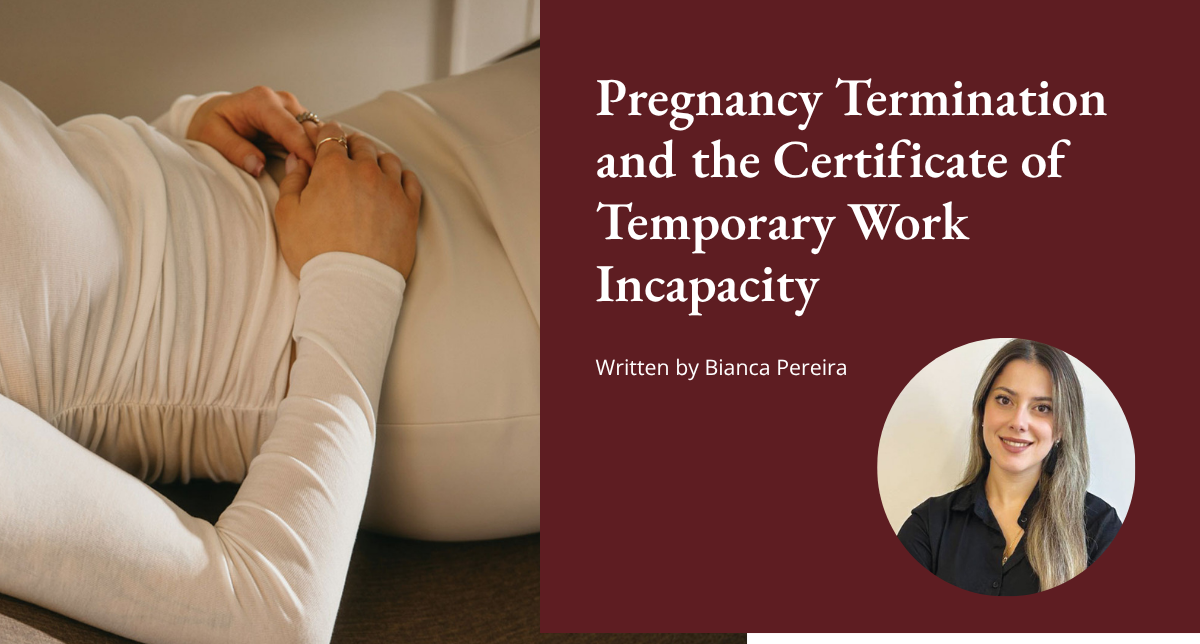 Pregnancy Termination
and the Certificate of
Temporary Work
Incapacity
Written by Bianca Pereira